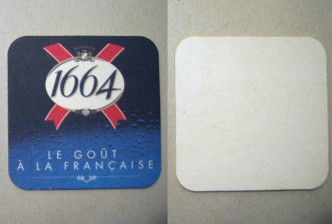 1664
LE GOÛT
À LA FRANÇAISE